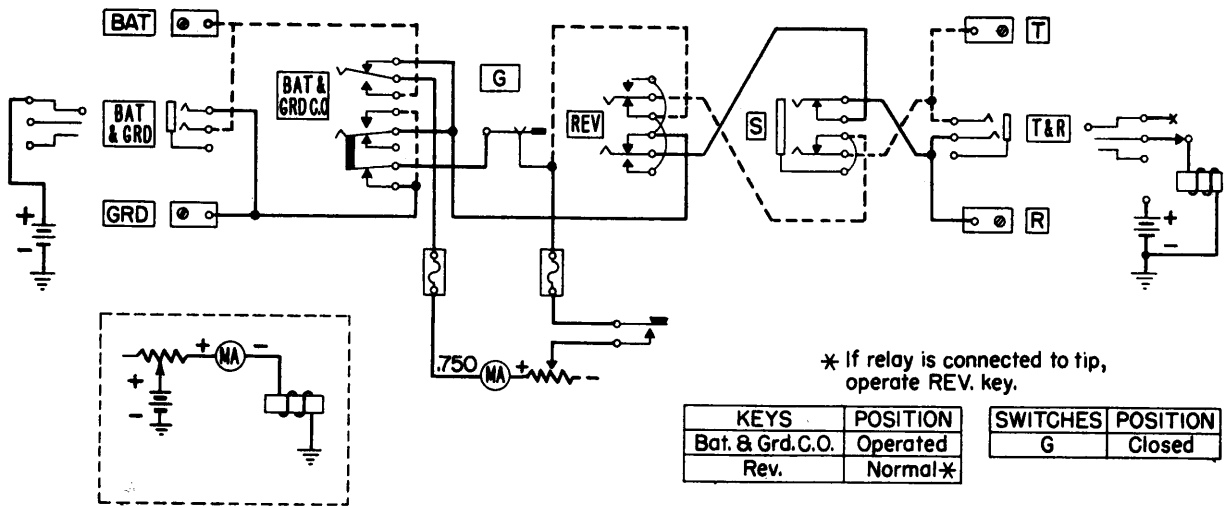 BAT
T
BAT &
GRD C.O
G
BAT
& GRD
REV
S
T&R
GRD
R
+
-
+
-
.750
MA
+
+
MA
-
+
-
* If relay is connected to tip,
operate REV. key.
KEYS POSITION
Bat. & Grd. C.O. Operated
Rev. Normal*
SWITCHES POSITION
G Closed